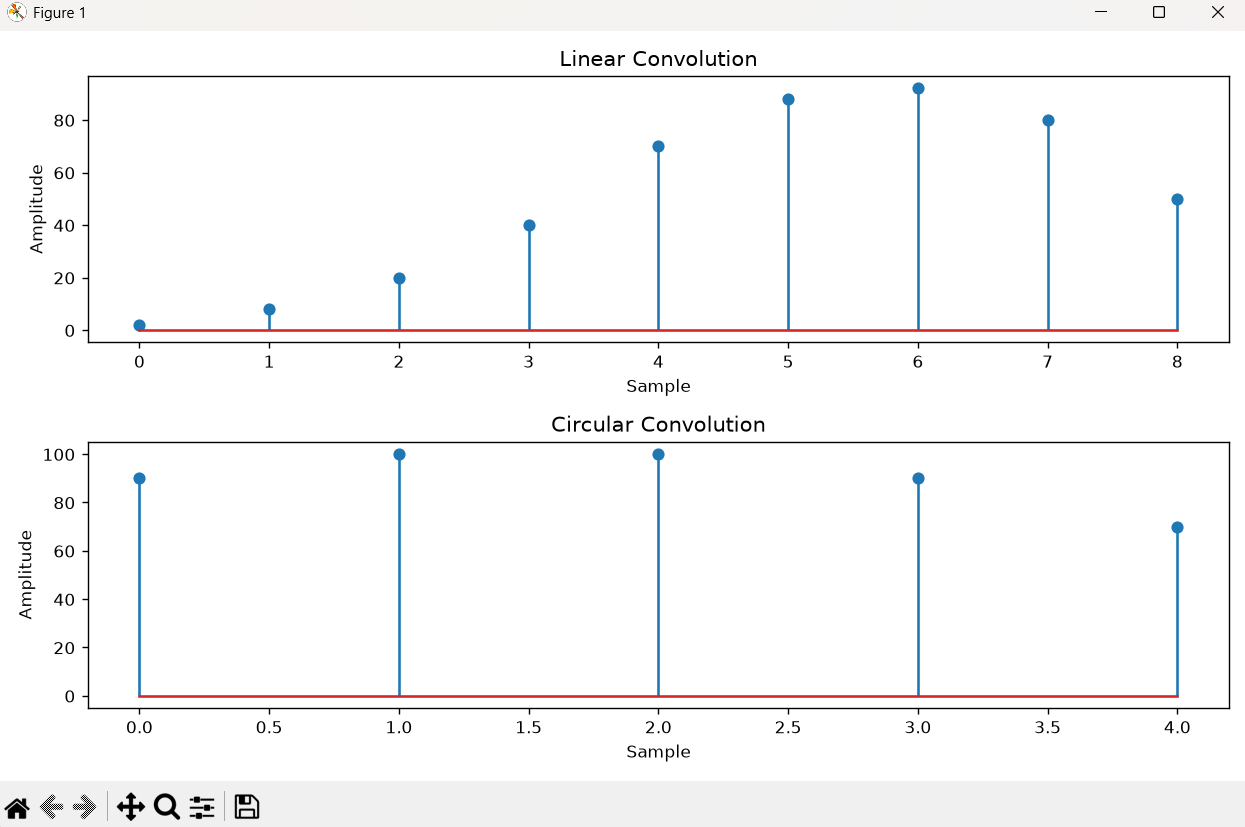 Figure 1
Linear Convolution
80
60
40
20
0
Amplitude
0 1 2 3 4 5 6 7 8
Sample
Circular Convolution
100
80
60
40
20
0
Amplitude
0.0 0.5 1.0 1.5 2.0 2.5 3.0 3.5 4.0
Sample